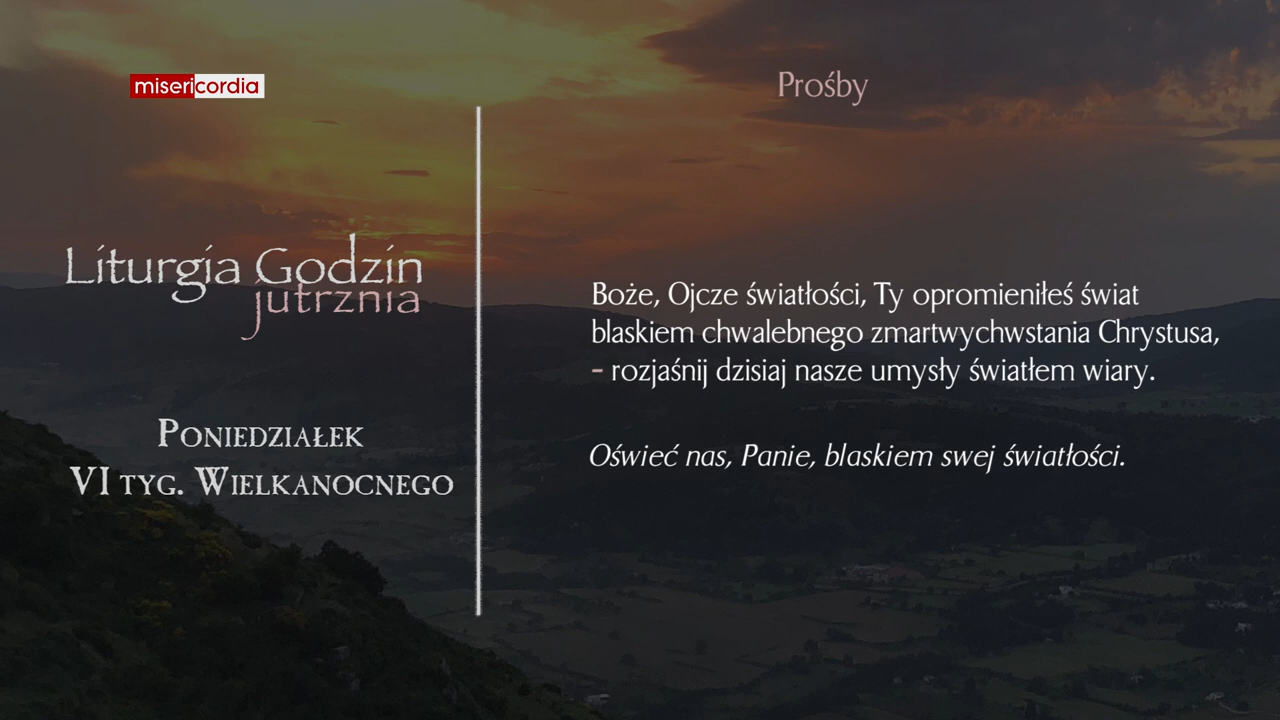 misericordia
Liturgia Godzin
jutrznia
Poniedziałek
VI tyg. Wielkanocnego
Prośby
Boże, Ojcze światłości, Ty opromieniłeś świat
blaskiem chwalebnego zmartwychwstania Chrystusa,
- rozjaśnij dzisiaj nasze umysły światłem wiary.
Oświeć nas, Panie, blaskiem swej światłości.